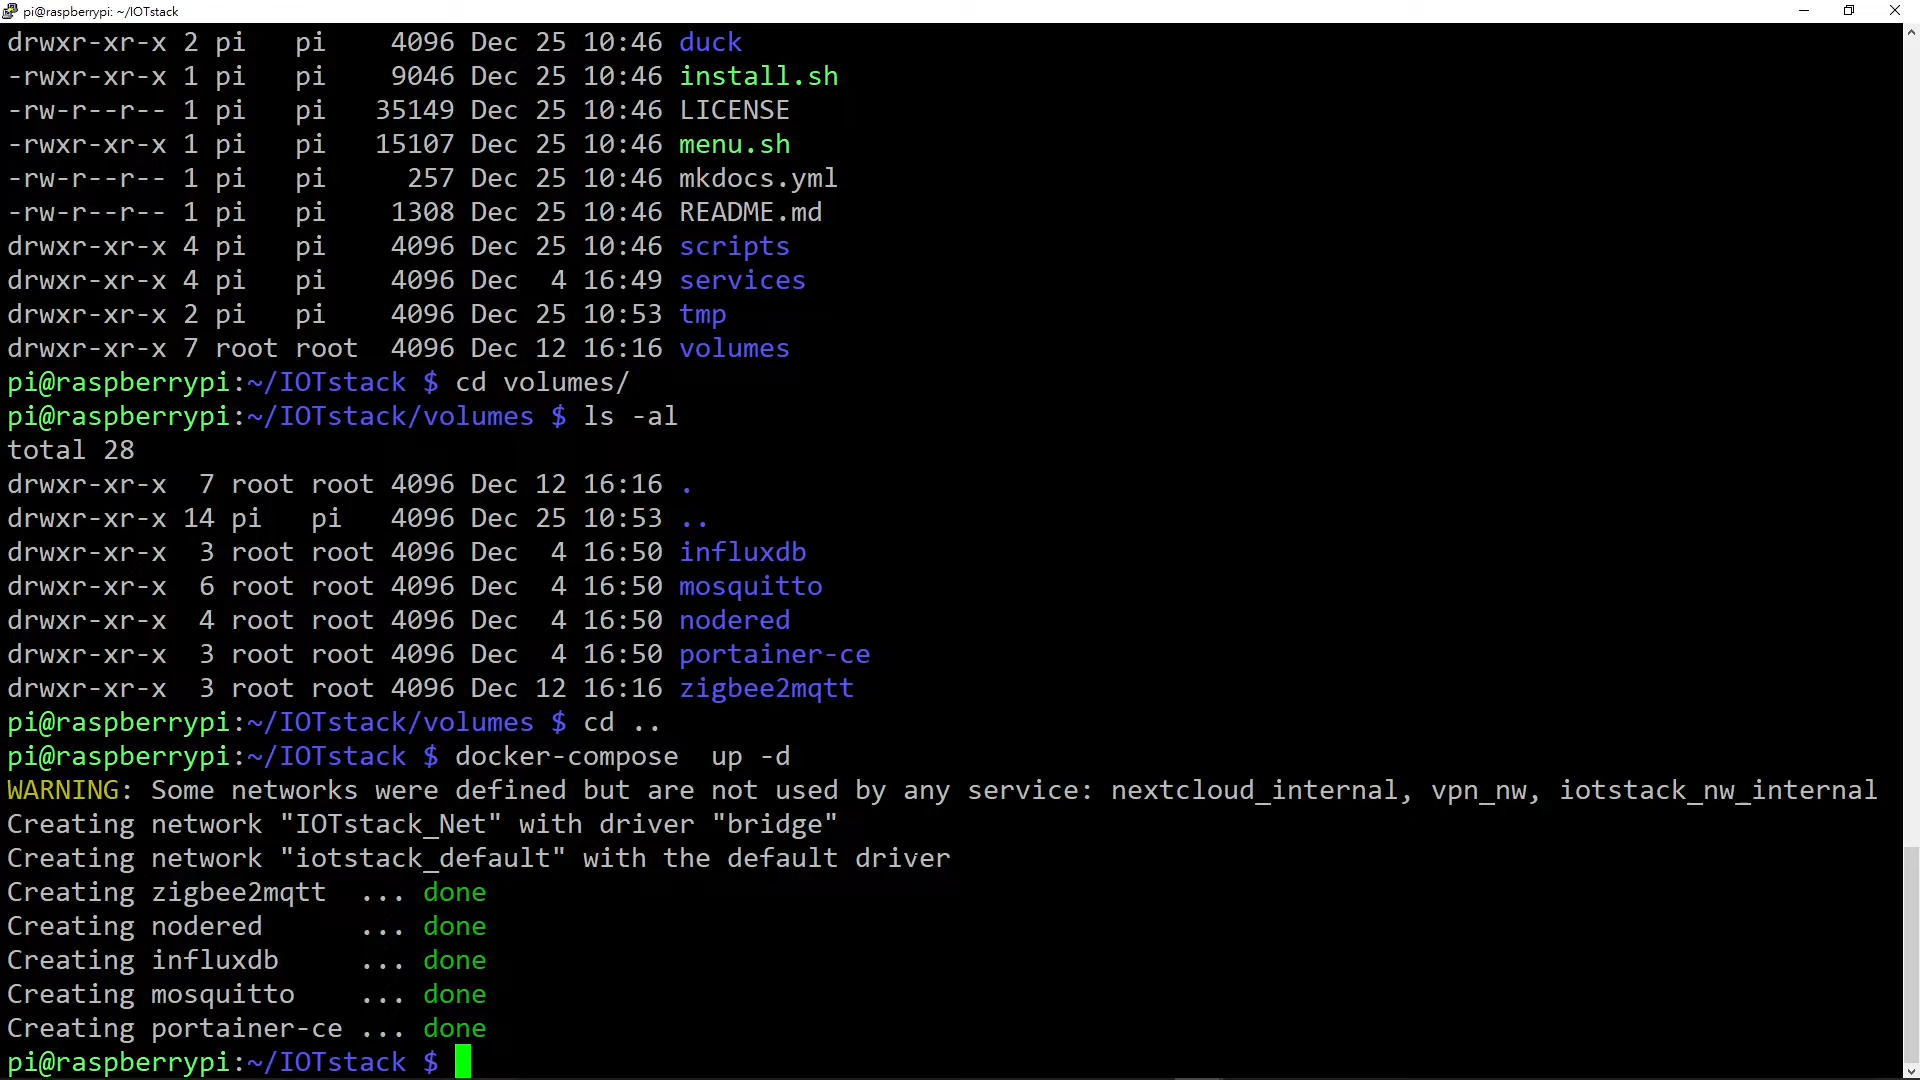 pi@raspberrypi: ~/IOTstack
drwxr-xr-x 2 pi   pi    4096 Dec 25 10:46 duck
-rwxr-xr-x 1 pi   pi    9046 Dec 25 10:46 install.sh
-rw-r--r-- 1 pi   pi   35149 Dec 25 10:46 LICENSE
-rwxr-xr-x 1 pi   pi   15107 Dec 25 10:46 menu.sh
-rw-r--r-- 1 pi   pi     257 Dec 25 10:46 mkdocs.yml
-rw-r--r-- 1 pi   pi    1308 Dec 25 10:46 README.md
drwxr-xr-x 4 pi   pi    4096 Dec 25 10:46 scripts
drwxr-xr-x 4 pi   pi    4096 Dec  4 16:49 services
drwxr-xr-x 2 pi   pi    4096 Dec 25 10:53 tmp
drwxr-xr-x 7 root root  4096 Dec 12 16:16 volumes
pi@raspberrypi:~/IOTstack $ cd volumes/
pi@raspberrypi:~/IOTstack/volumes $ ls -al
total 28
drwxr-xr-x  7 root root 4096 Dec 12 16:16 .
drwxr-xr-x 14 pi   pi   4096 Dec 25 10:53 ..
drwxr-xr-x  3 root root 4096 Dec  4 16:50 influxdb
drwxr-xr-x  6 root root 4096 Dec  4 16:50 mosquitto
drwxr-xr-x  4 root root 4096 Dec  4 16:50 nodered
drwxr-xr-x  3 root root 4096 Dec  4 16:50 portainer-ce
drwxr-xr-x  3 root root 4096 Dec 12 16:16 zigbee2mqtt
pi@raspberrypi:~/IOTstack/volumes $ cd ..
pi@raspberrypi:~/IOTstack $ docker-compose  up -d
WARNING: Some networks were defined but are not used by any service: nextcloud_internal, vpn_nw, iotstack_nw_internal
Creating network "IOTstack_Net" with driver "bridge"
Creating network "iotstack_default" with the default driver
Creating zigbee2mqtt  ... done
Creating nodered      ... done
Creating influxdb     ... done
Creating mosquitto    ... done
Creating portainer-ce ... done
pi@raspberrypi:~/IOTstack $